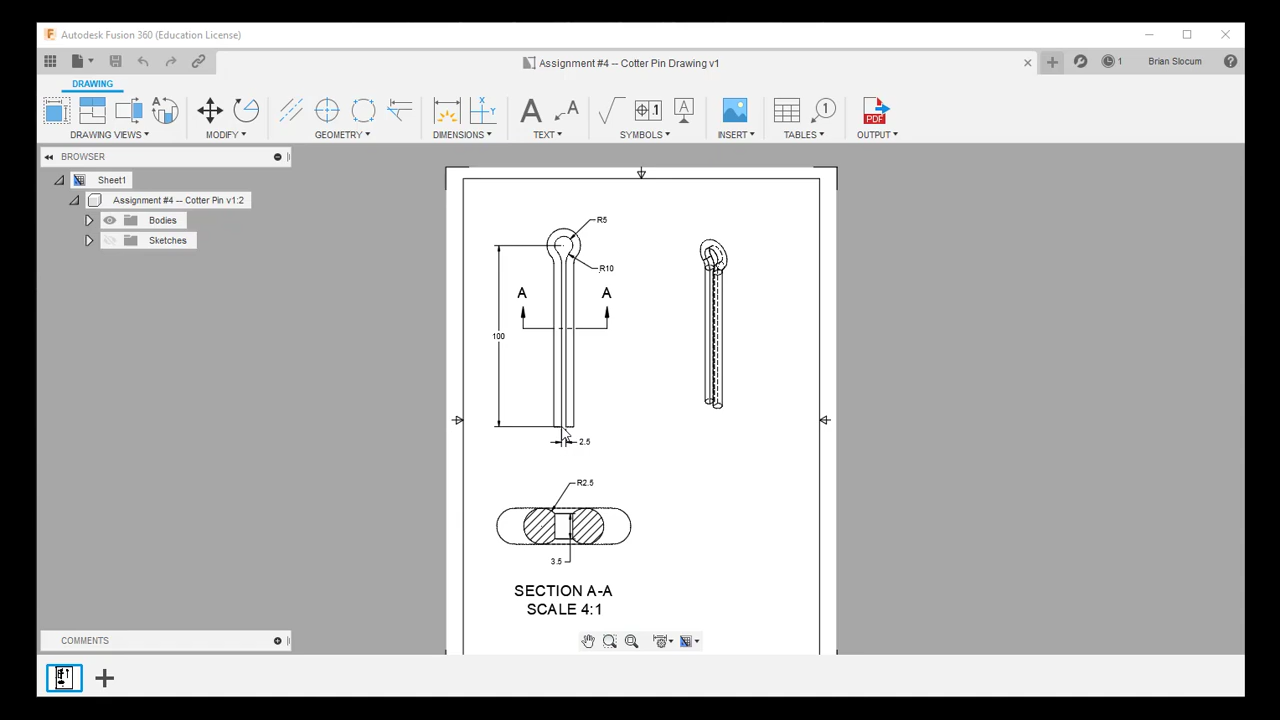 Autodesk Fusion 360 (Education License)
Assignment #4 -- Cotter Pin Drawing v1
1
Brian Slocum
DRAWING
DRAWING VIEWS
MODIFY
GEOMETRY
DIMENSIONS
TEXT
SYMBOLS
INSERT
TABLES
OUTPUT
BROWSER
Sheet1
Assignment #4 -- Cotter Pin v1:2
Bodies
Sketches
R5
R10
A A
100
2.5
R2.5
3.5
SECTION A-A
SCALE 4:1
COMMENTS